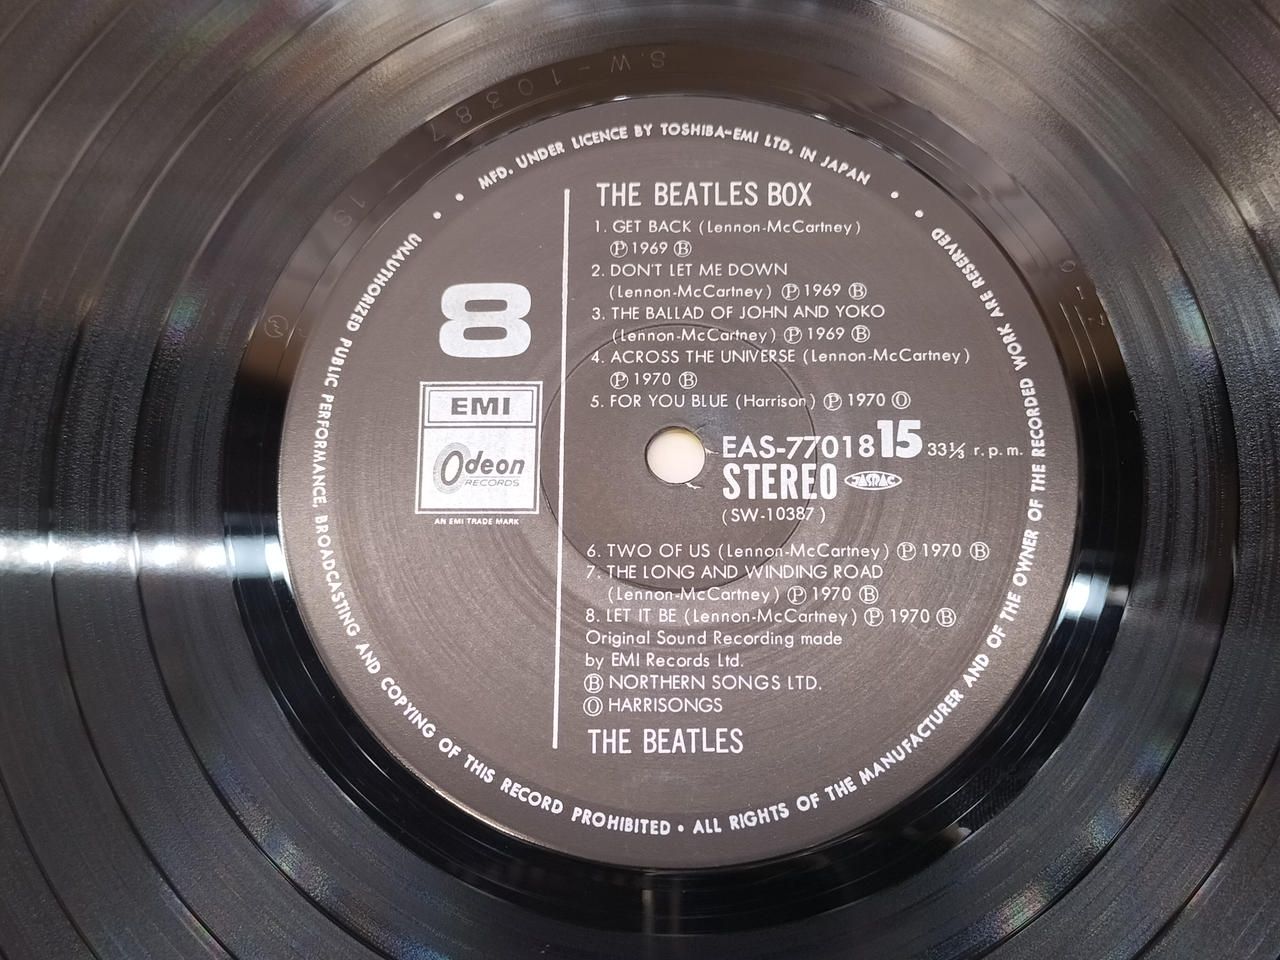 MFD. UNDER LICENCE BY TOSHIBA-EMI LTD. IN JAPAN
UNAUTHORIZED PUBLIC PERFORMANCE, BROADCASTING AND COPYING OF THIS RECORD PROHIBITED • ALL RIGHTS OF THE MANUFACTURER AND OF THE OWNER OF THE RECORDED WORK ARE RESERVED
THE BEATLES BOX
1. GET BACK (Lennon-McCartney)
Ⓟ 1969 Ⓑ
2. DON'T LET ME DOWN
(Lennon-McCartney) Ⓟ 1969 Ⓑ
3. THE BALLAD OF JOHN AND YOKO
(Lennon-McCartney) Ⓟ 1969 Ⓑ
4. ACROSS THE UNIVERSE (Lennon-McCartney)
Ⓟ 1970 Ⓑ
5. FOR YOU BLUE (Harrison) Ⓟ 1970 Ⓞ
8
EMI
Odeon
RECORDS
AN EMI TRADE MARK
EAS-77018 15 33⅓ r.p.m.
STEREO JASRAC
(SW-10387)
6. TWO OF US (Lennon-McCartney) Ⓟ 1970 Ⓑ
7. THE LONG AND WINDING ROAD
(Lennon-McCartney) Ⓟ 1970 Ⓑ
8. LET IT BE (Lennon-McCartney) Ⓟ 1970 Ⓑ
Original Sound Recording made
by EMI Records Ltd.
Ⓑ NORTHERN SONGS LTD.
Ⓞ HARRISONGS
THE BEATLES
S.W-10387
1S